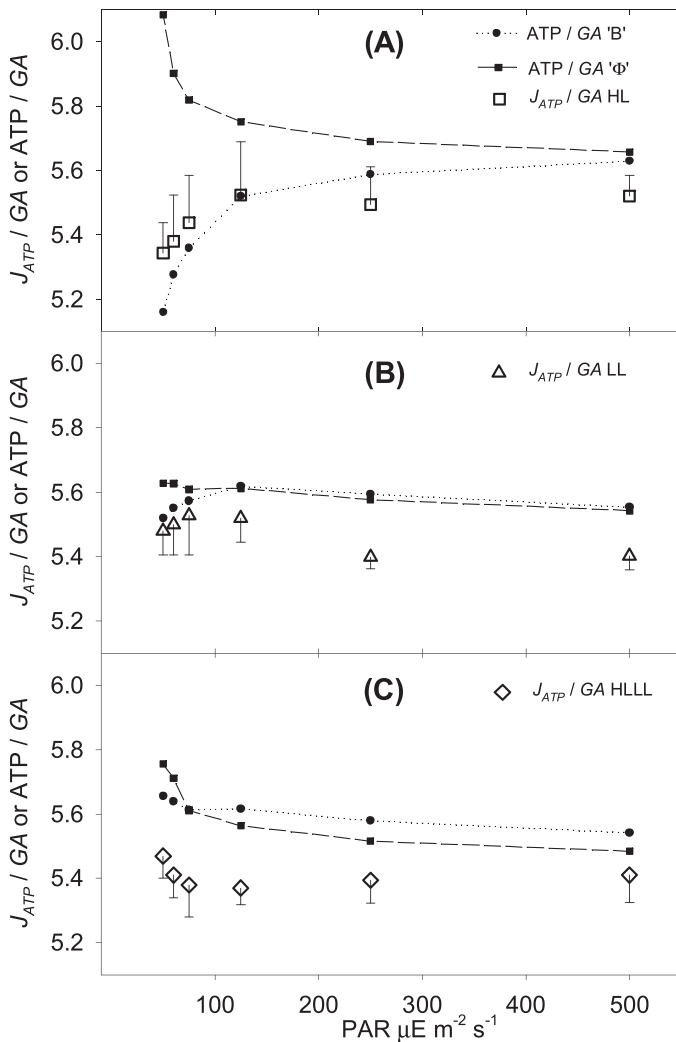 (A)
ATP / GA 'B'
ATP / GA 'Φ'
J_ATP / GA HL
J_ATP / GA or ATP / GA
6.0
5.8
5.6
5.4
5.2
(B)
J_ATP / GA LL
J_ATP / GA or ATP / GA
6.0
5.8
5.6
5.4
5.2
(C)
J_ATP / GA HLLL
J_ATP / GA or ATP / GA
6.0
5.8
5.6
5.4
5.2
100 200 300 400 500
PAR μE m⁻² s⁻¹